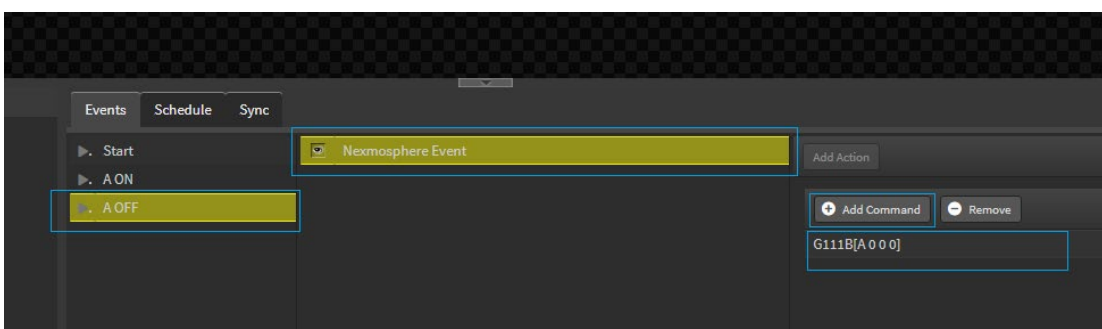 Events Schedule Sync
Start
A ON
A OFF
Nexmosphere Event
Add Action
Add Command Remove
G111B[A 0 0 0]